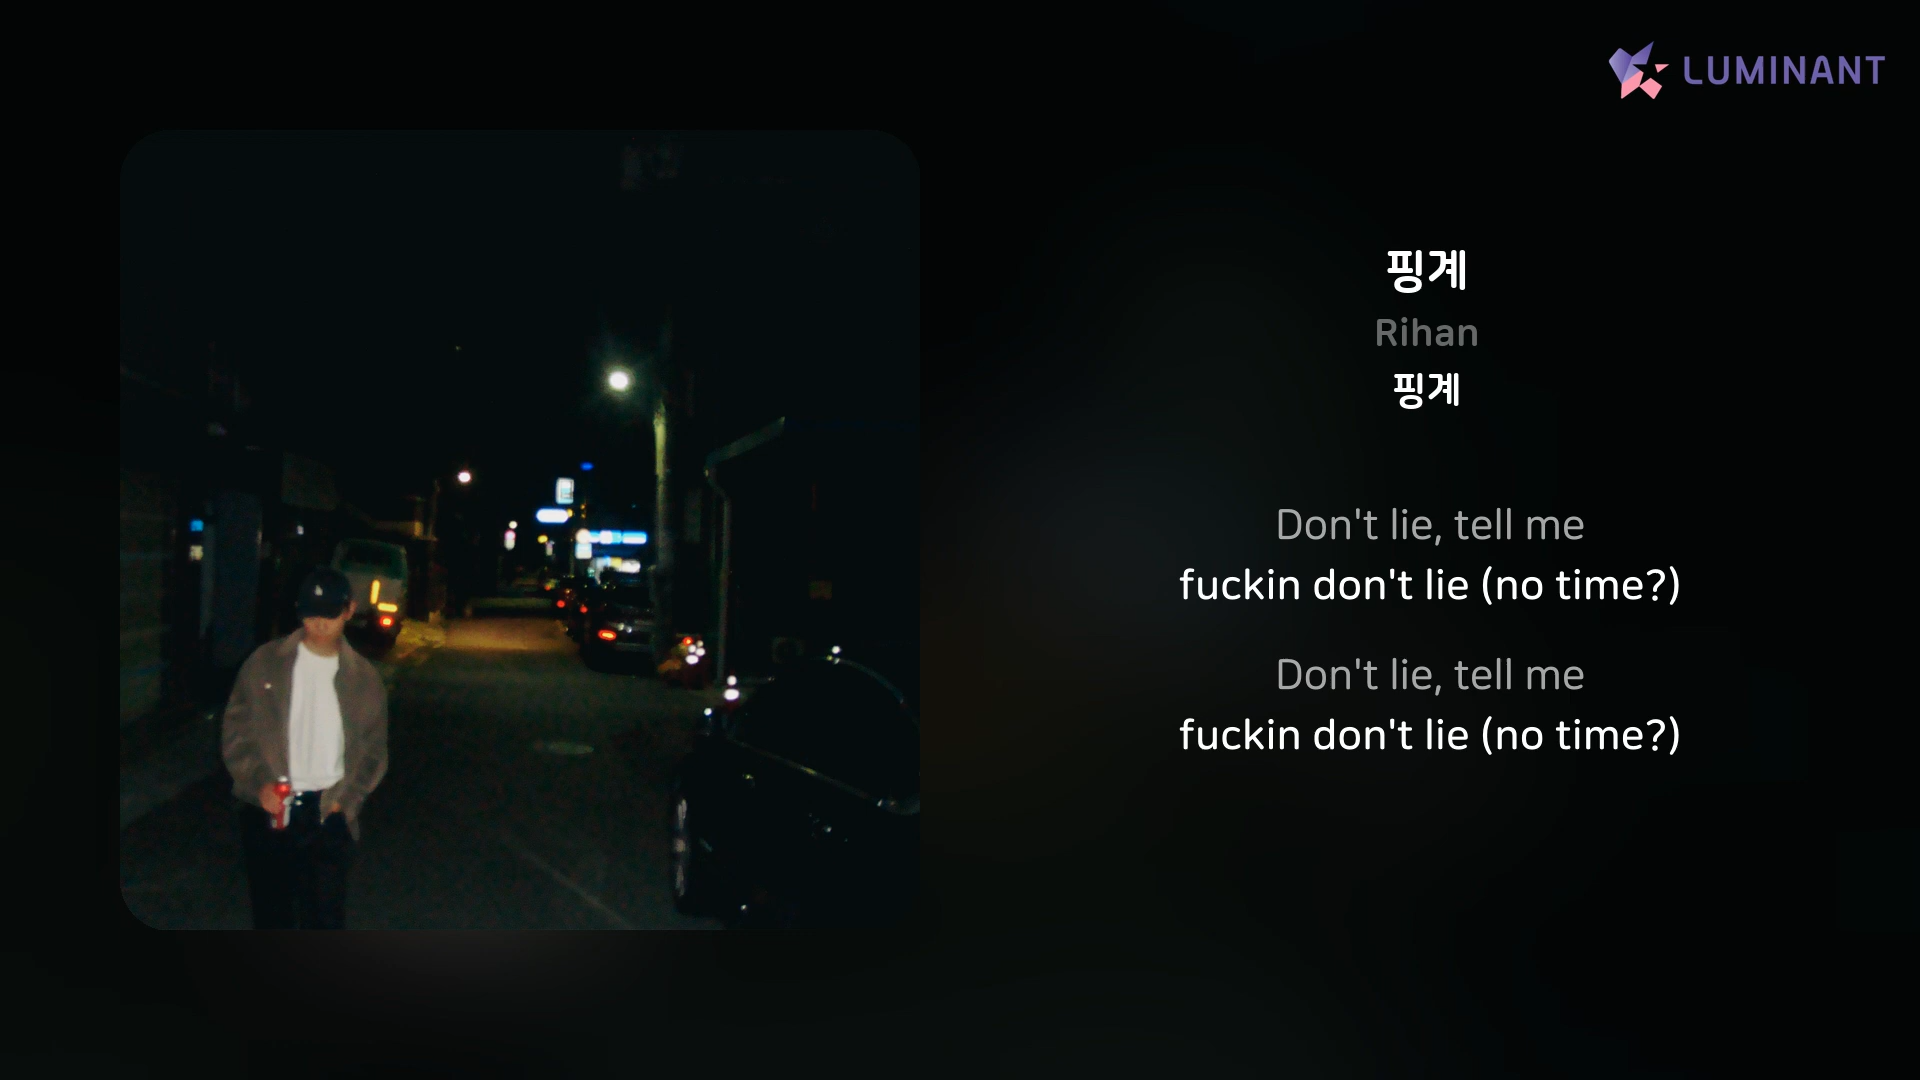 LUMINANT
핑계
Rihan
핑계
Don't lie, tell me
fuckin don't lie (no time?)
Don't lie, tell me
fuckin don't lie (no time?)